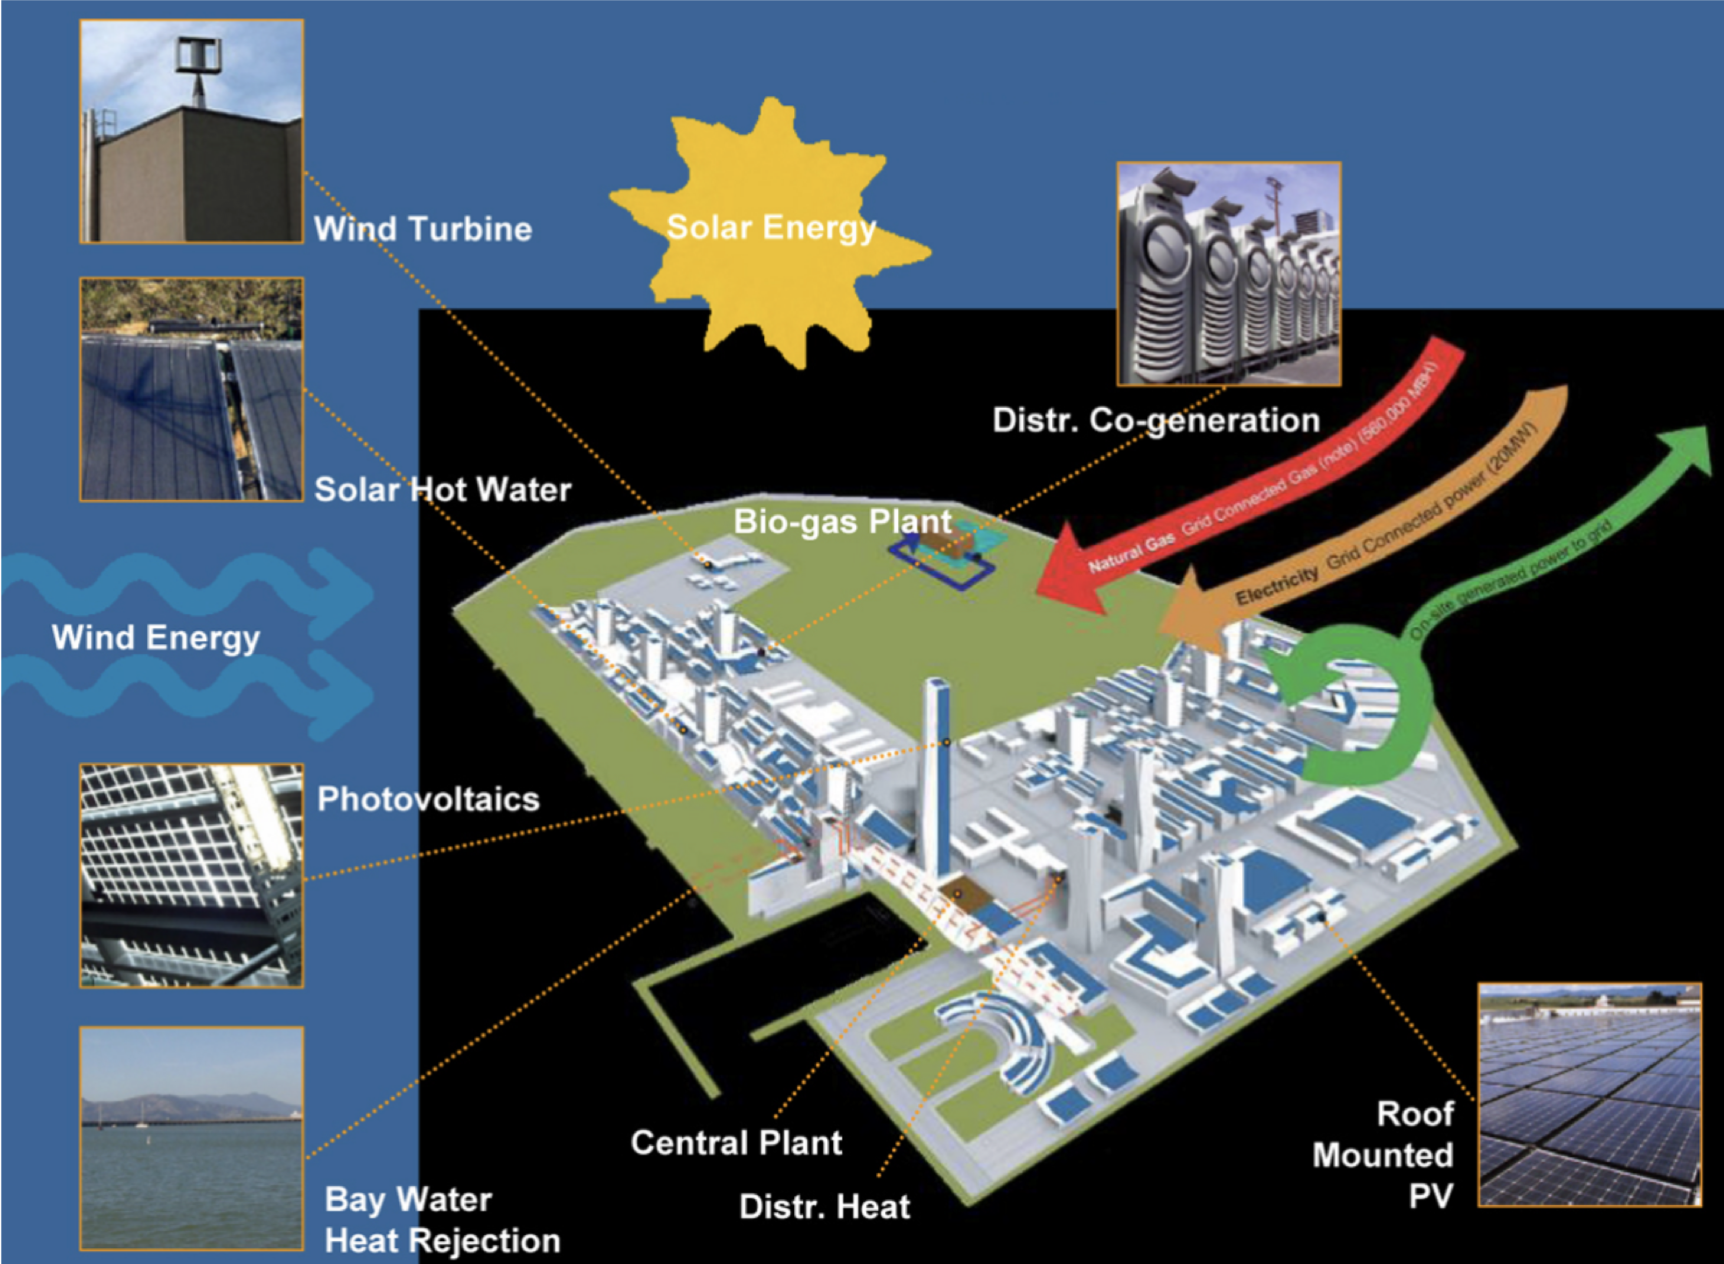 Wind Turbine
Solar Energy
Distr. Co-generation
Solar Hot Water
Bio-gas Plant
Natural Gas Grid Connected Gas (note) (560,000 MBH)
Electricity Grid Connected power (20MW)
On-site generated power to grid
Wind Energy
Photovoltaics
Central Plant
Distr. Heat
Roof
Mounted
PV
Bay Water
Heat Rejection